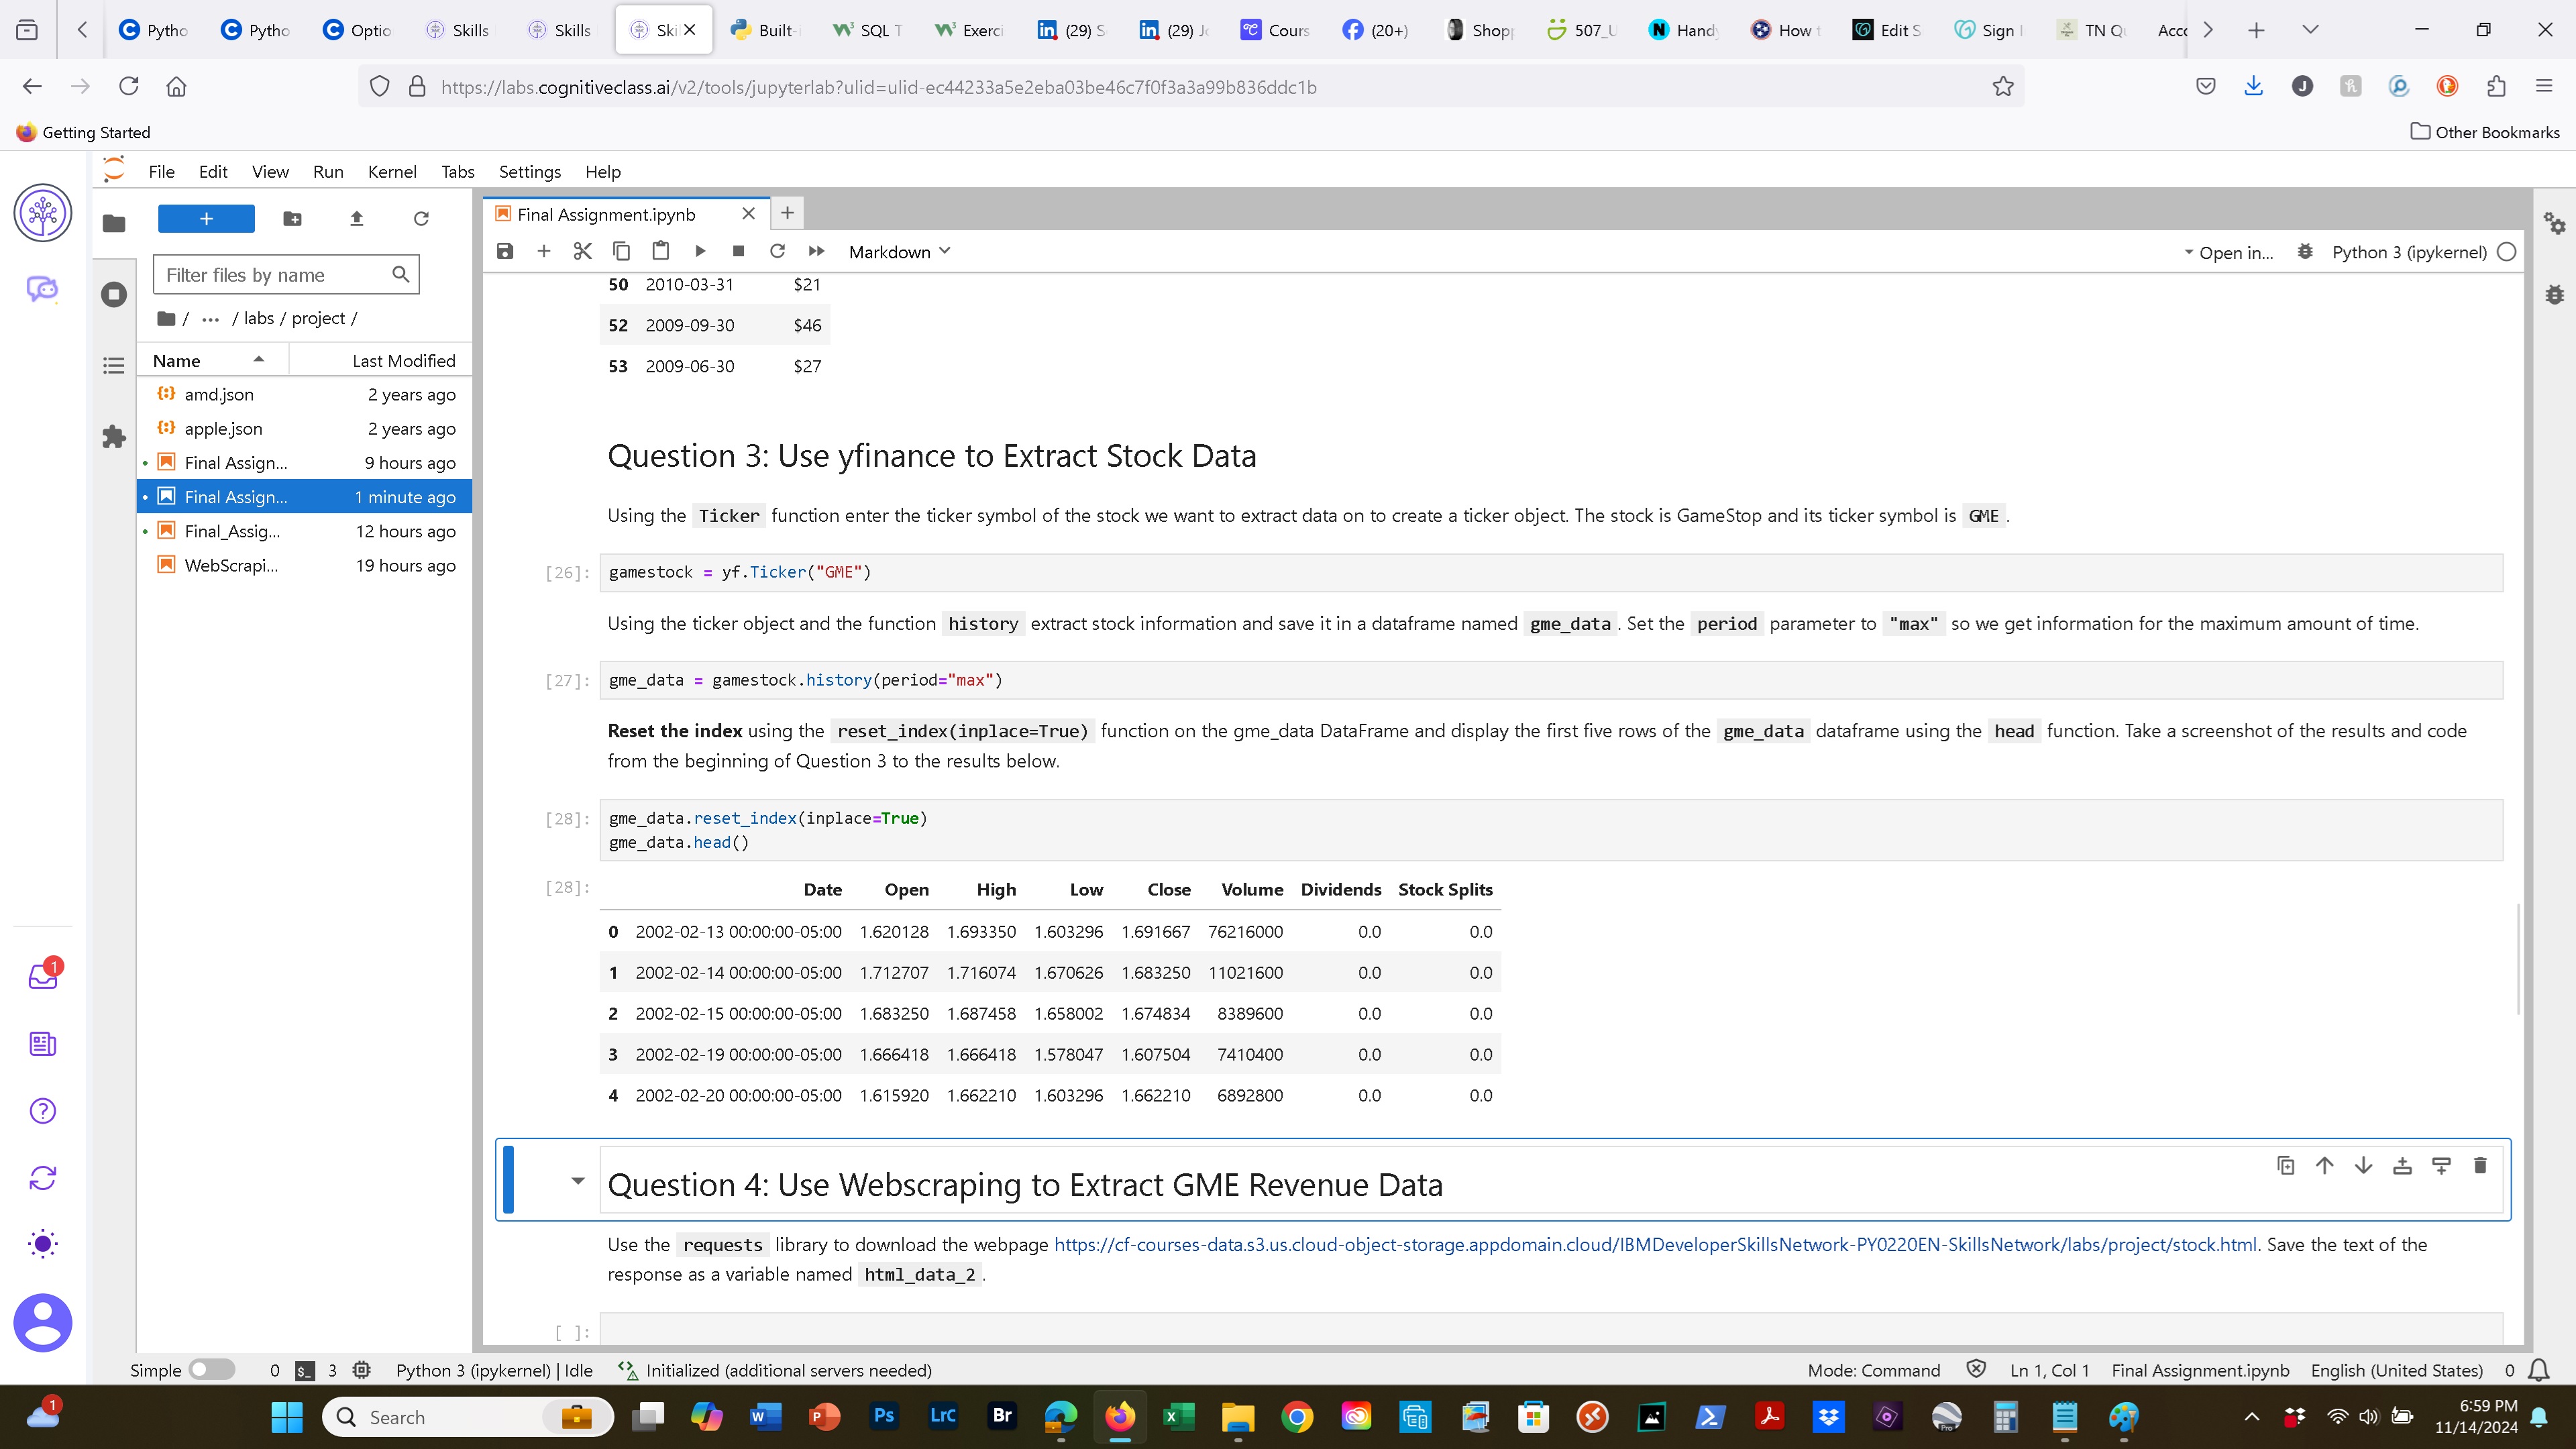 Pytho
Pytho
Optio
Skills
Skills
Ski
Built-
SQL T
Exerci
(29) S
(29) Jo
Cours
(20+)
Shopp
507_U
Handy
How t
Edit S
Sign I
TN Qu
Acco
https://labs.cognitiveclass.ai/v2/tools/jupyterlab?ulid=ulid-ec44233a5e2eba03be46c7f0f3a3a99b836ddc1b
Getting Started
Other Bookmarks
File Edit View Run Kernel Tabs Settings Help
Filter files by name
/ ··· / labs / project /
Name Last Modified
amd.json 2 years ago
apple.json 2 years ago
Final Assign... 9 hours ago
Final Assign... 1 minute ago
Final_Assig... 12 hours ago
WebScrapi... 19 hours ago
Final Assignment.ipynb
Markdown
Open in...
Python 3 (ipykernel)
50 2010-03-31 $21
52 2009-09-30 $46
53 2009-06-30 $27
Question 3: Use yfinance to Extract Stock Data
Using the Ticker function enter the ticker symbol of the stock we want to extract data on to create a ticker object. The stock is GameStop and its ticker symbol is GME .
[26]: gamestock = yf.Ticker("GME")
Using the ticker object and the function history extract stock information and save it in a dataframe named gme_data . Set the period parameter to "max" so we get information for the maximum amount of time.
[27]: gme_data = gamestock.history(period="max")
Reset the index using the reset_index(inplace=True) function on the gme_data DataFrame and display the first five rows of the gme_data dataframe using the head function. Take a screenshot of the results and code
from the beginning of Question 3 to the results below.
[28]: gme_data.reset_index(inplace=True)
gme_data.head()
[28]: Date Open High Low Close Volume Dividends Stock Splits
0 2002-02-13 00:00:00-05:00 1.620128 1.693350 1.603296 1.691667 76216000 0.0 0.0
1 2002-02-14 00:00:00-05:00 1.712707 1.716074 1.670626 1.683250 11021600 0.0 0.0
2 2002-02-15 00:00:00-05:00 1.683250 1.687458 1.658002 1.674834 8389600 0.0 0.0
3 2002-02-19 00:00:00-05:00 1.666418 1.666418 1.578047 1.607504 7410400 0.0 0.0
4 2002-02-20 00:00:00-05:00 1.615920 1.662210 1.603296 1.662210 6892800 0.0 0.0
Question 4: Use Webscraping to Extract GME Revenue Data
Use the requests library to download the webpage https://cf-courses-data.s3.us.cloud-object-storage.appdomain.cloud/IBMDeveloperSkillsNetwork-PY0220EN-SkillsNetwork/labs/project/stock.html. Save the text of the
response as a variable named html_data_2 .
[ ]:
1
Simple 0 3 Python 3 (ipykernel) | Idle Initialized (additional servers needed)
Mode: Command Ln 1, Col 1 Final Assignment.ipynb English (United States) 0
1
Search
W P Ps LrC Br
6:59 PM
11/14/2024